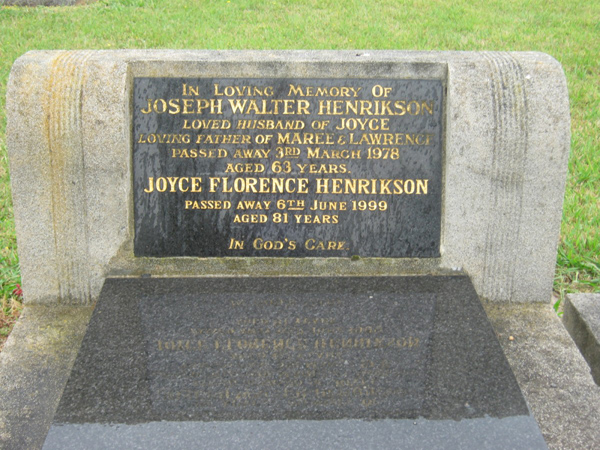 In Loving Memory Of
JOSEPH WALTER HENRIKSON
LOVED HUSBAND OF JOYCE
LOVING FATHER OF MAREE & LAWRENCE
PASSED AWAY 3RD MARCH 1978
AGED 63 YEARS.
JOYCE FLORENCE HENRIKSON
PASSED AWAY 6TH JUNE 1999
AGED 81 YEARS
In God's Care.